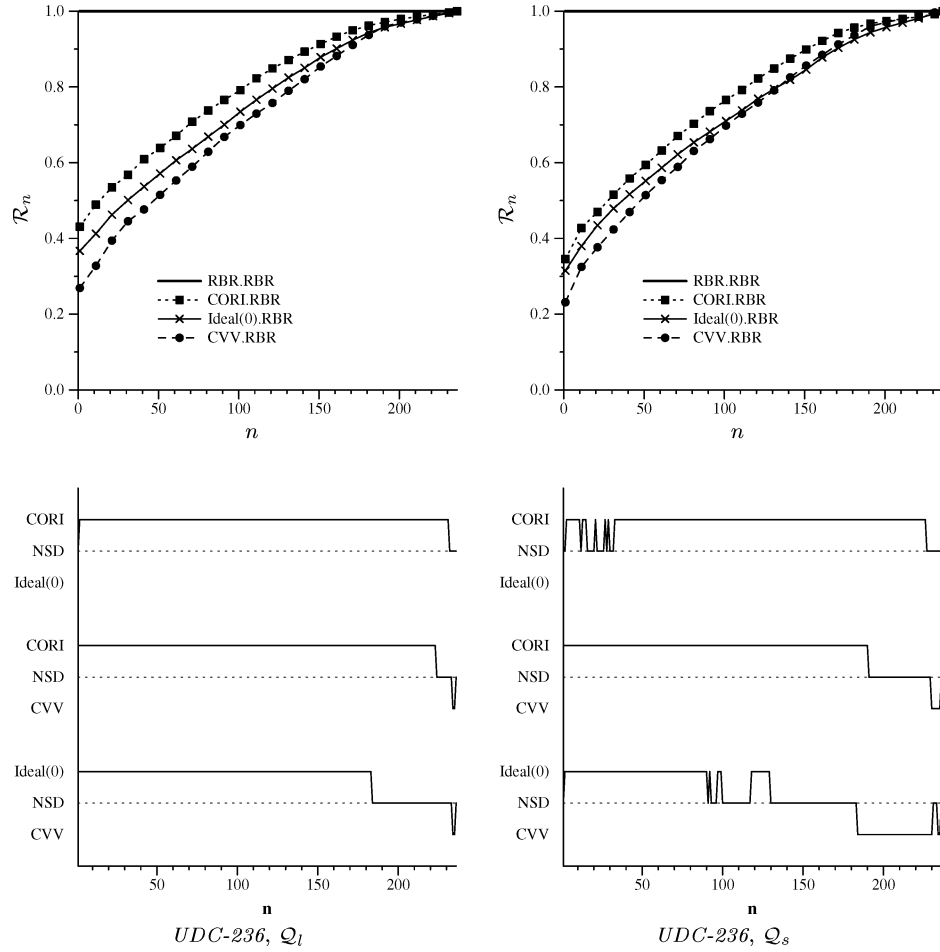 1.0
0.8
0.6
R_n
0.4
0.2
0.0
RBR.RBR
CORI.RBR
Ideal(0).RBR
CVV.RBR
0 50 100 150 200
n
1.0
0.8
0.6
R_n
0.4
0.2
0.0
RBR.RBR
CORI.RBR
Ideal(0).RBR
CVV.RBR
0 50 100 150 200
n
CORI
NSD
Ideal(0)
CORI
NSD
CVV
Ideal(0)
NSD
CVV
50 100 150 200
n
UDC-236, Q_l
CORI
NSD
Ideal(0)
CORI
NSD
CVV
Ideal(0)
NSD
CVV
50 100 150 200
n
UDC-236, Q_s